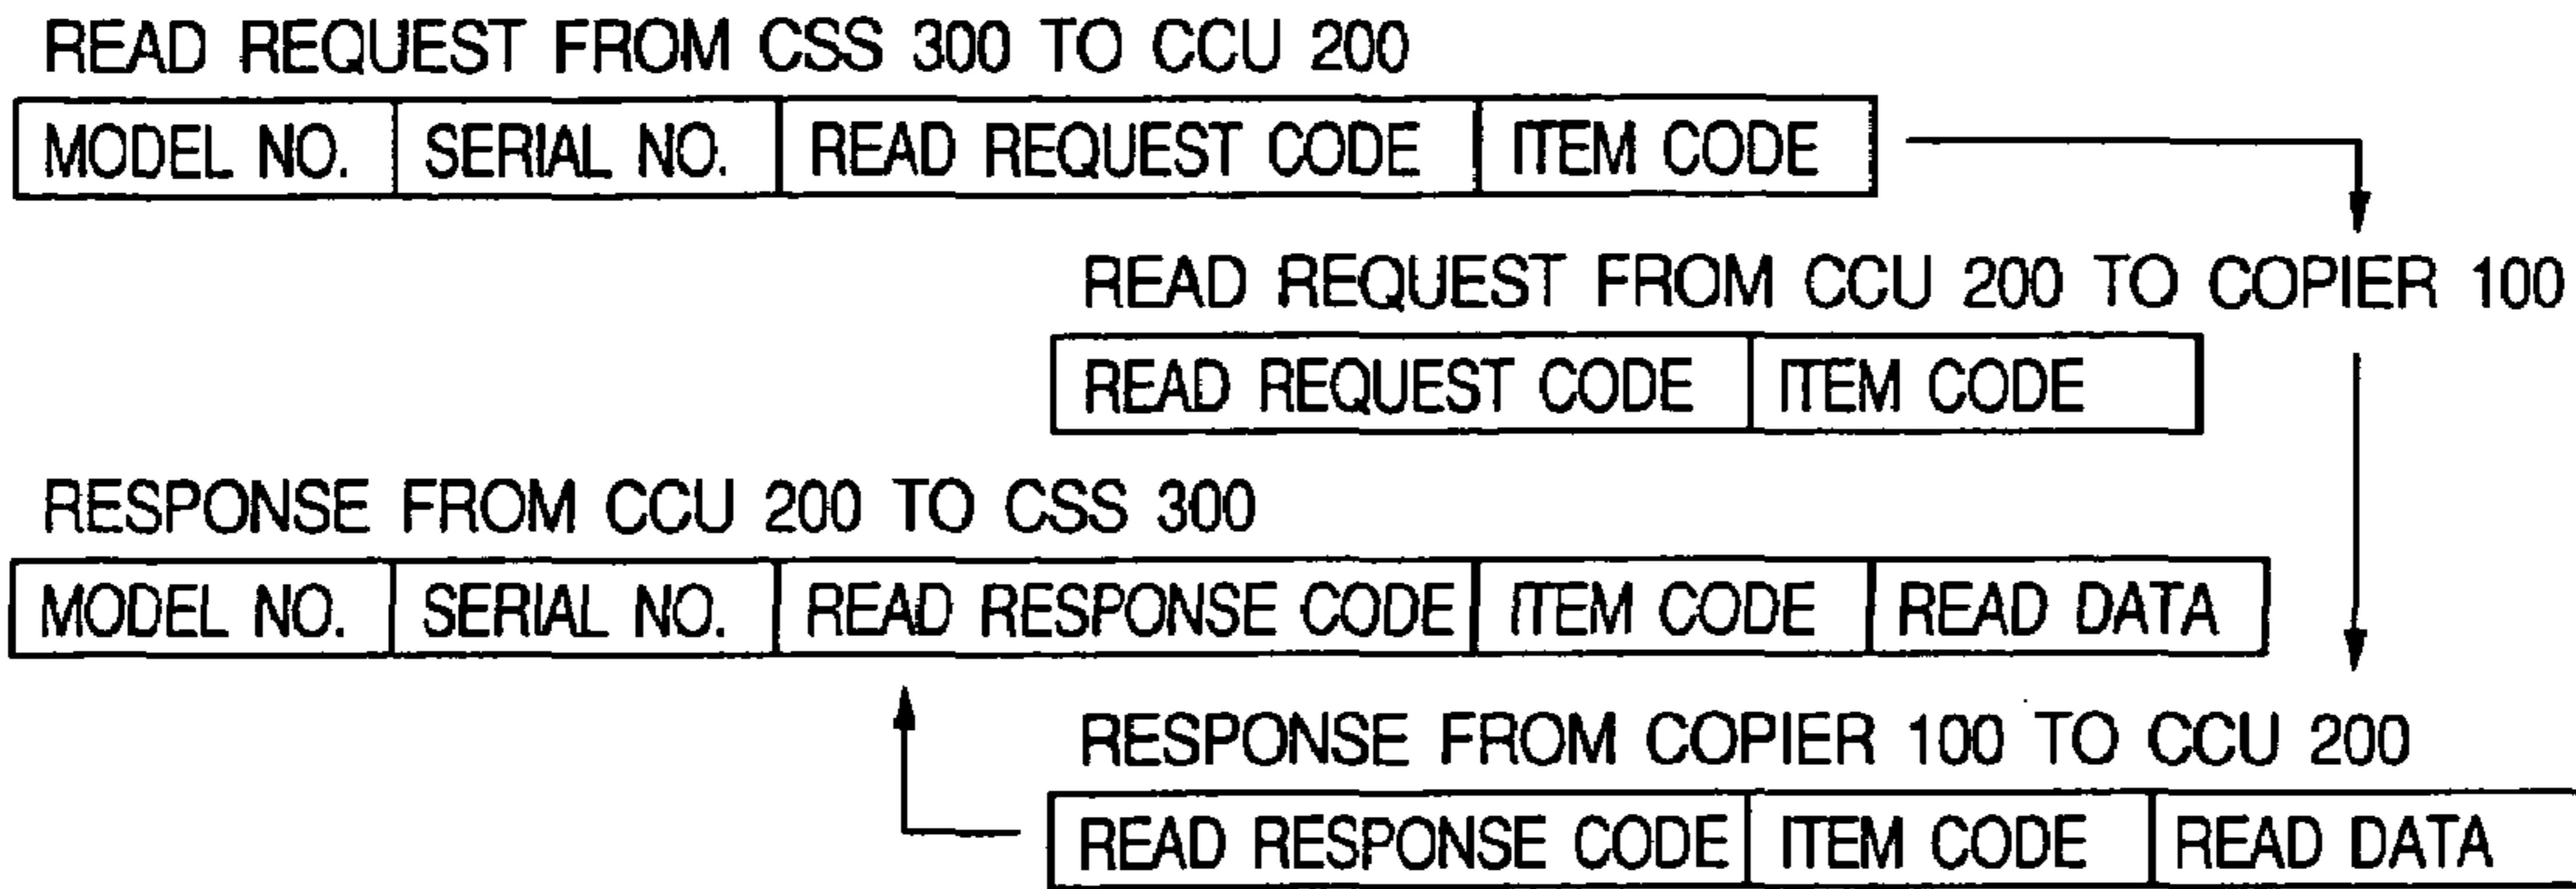 READ REQUEST FROM CSS 300 TO CCU 200
MODEL NO. SERIAL NO. READ REQUEST CODE ITEM CODE
READ REQUEST FROM CCU 200 TO COPIER 100
READ REQUEST CODE ITEM CODE
RESPONSE FROM CCU 200 TO CSS 300
MODEL NO. SERIAL NO. READ RESPONSE CODE ITEM CODE READ DATA
RESPONSE FROM COPIER 100 TO CCU 200
READ RESPONSE CODE ITEM CODE READ DATA